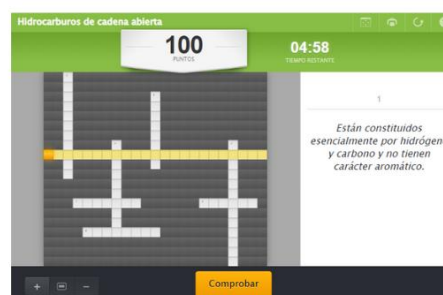 Hidrocarburos de cadena abierta
100
PUNTOS
04:58
TIEMPO RESTANTE
1
Están constituidos
esencialmente por hidrógeno
y carbono y no tienen
carácter aromático.
Comprobar